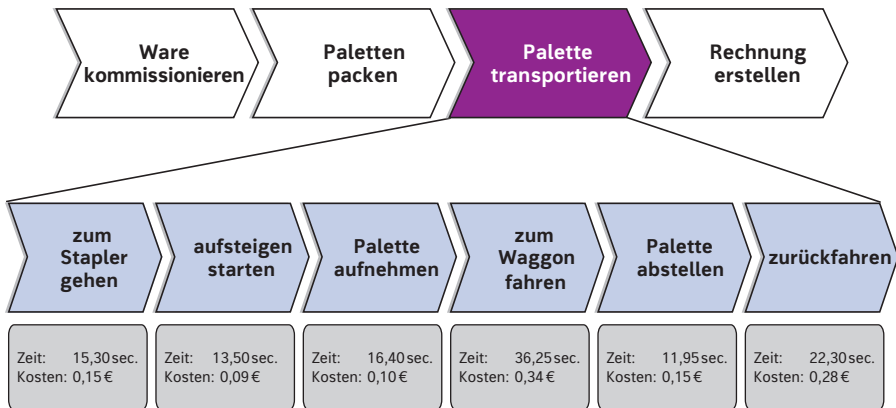 Ware
kommissionieren
Paletten
packen
Palette
transportieren
Rechnung
erstellen
zum
Stapler
gehen
aufsteigen
starten
Palette
aufnehmen
zum
Waggon
fahren
Palette
abstellen
zurückfahren
Zeit: 15,30 sec.
Kosten: 0,15 €
Zeit: 13,50 sec.
Kosten: 0,09 €
Zeit: 16,40 sec.
Kosten: 0,10 €
Zeit: 36,25 sec.
Kosten: 0,34 €
Zeit: 11,95 sec.
Kosten: 0,15 €
Zeit: 22,30 sec.
Kosten: 0,28 €